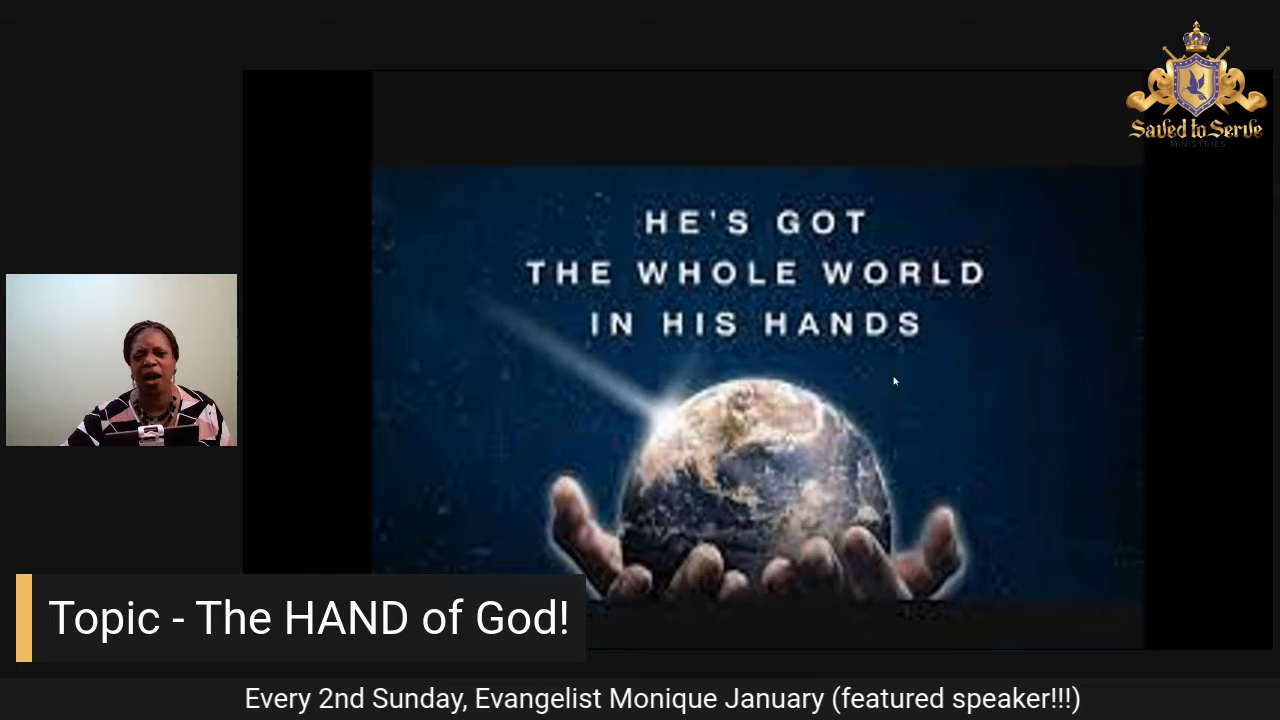 Saved to Serve
MINISTRIES
HE'S GOT
THE WHOLE WORLD
IN HIS HANDS
Topic - The HAND of God!
Every 2nd Sunday, Evangelist Monique January (featured speaker!!!)